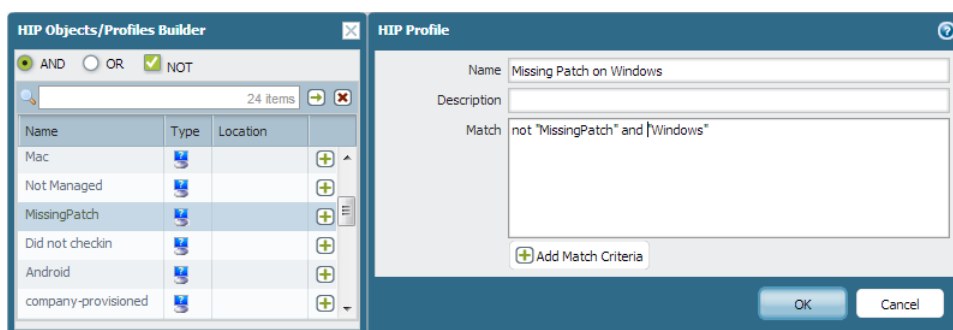 HIP Objects/Profiles Builder
AND OR NOT
24 items
Name Type Location
Mac
Not Managed
MissingPatch
Did not checkin
Android
company-provisioned
HIP Profile
Name Missing Patch on Windows
Description
Match not "MissingPatch" and "Windows"
Add Match Criteria
OK Cancel